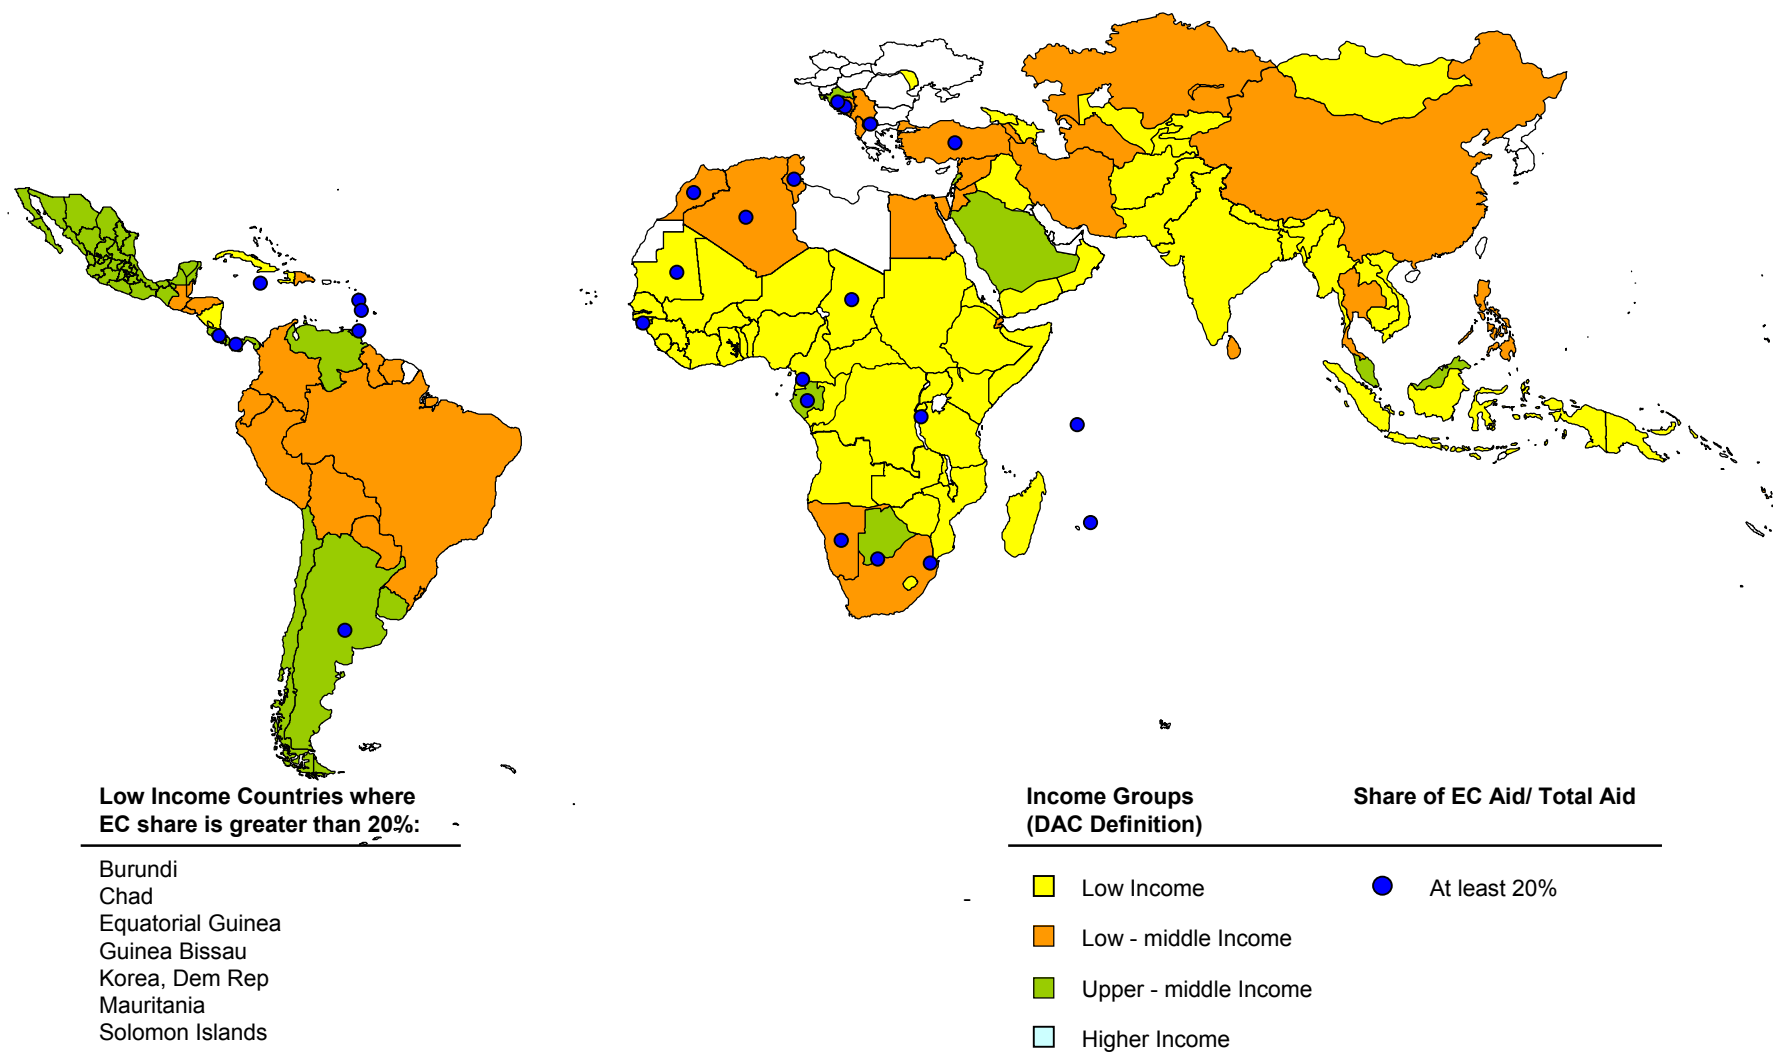 Low Income Countries where
EC share is greater than 20%:
Burundi
Chad
Equatorial Guinea
Guinea Bissau
Korea, Dem Rep
Mauritania
Solomon Islands
Income Groups
(DAC Definition)
Share of EC Aid/ Total Aid
Low Income
At least 20%
Low - middle Income
Upper - middle Income
Higher Income